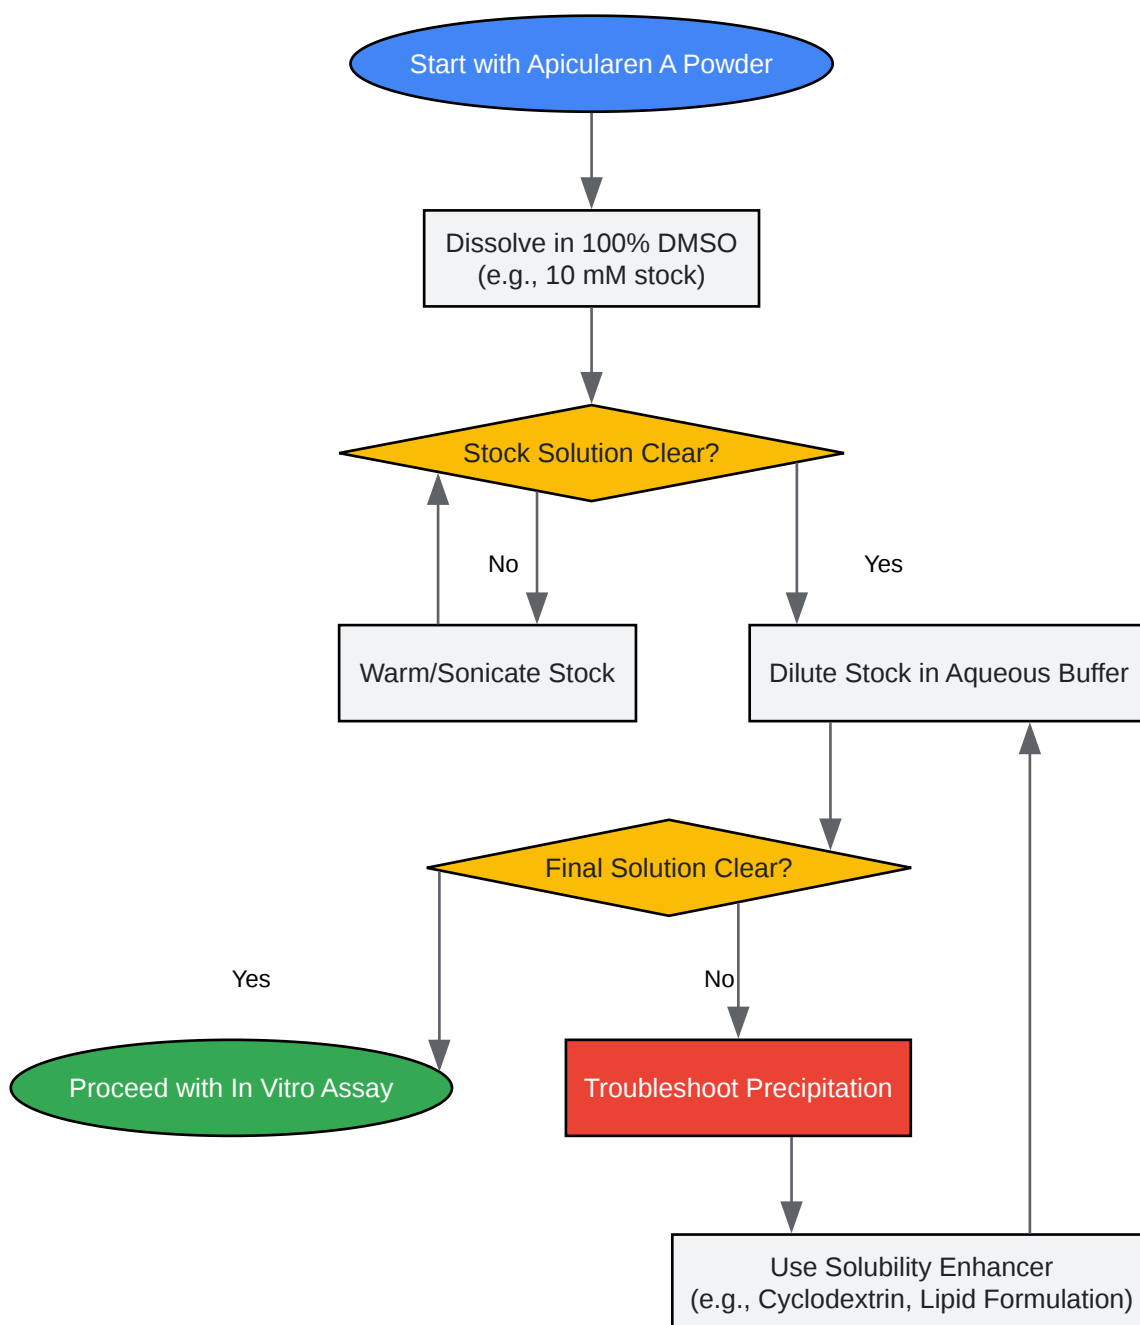 Start with Apicularen A Powder
Dissolve in 100% DMSO
(e.g., 10 mM stock)
Stock Solution Clear?
No
Yes
Warm/Sonicate Stock
Dilute Stock in Aqueous Buffer
Final Solution Clear?
Yes
No
Proceed with In Vitro Assay
Troubleshoot Precipitation
Use Solubility Enhancer
(e.g., Cyclodextrin, Lipid Formulation)